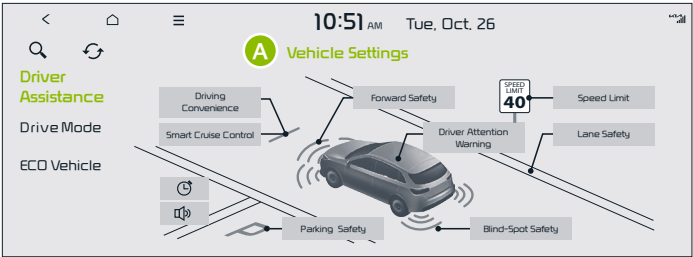 10:51 AM Tue, Oct. 26
A Vehicle Settings
Driver
Assistance
Drive Mode
ECO Vehicle
Driving
Convenience
Forward Safety
SPEED
LIMIT
40
Speed Limit
Smart Cruise Control
Driver Attention
Warning
Lane Safety
Parking Safety
Blind-Spot Safety